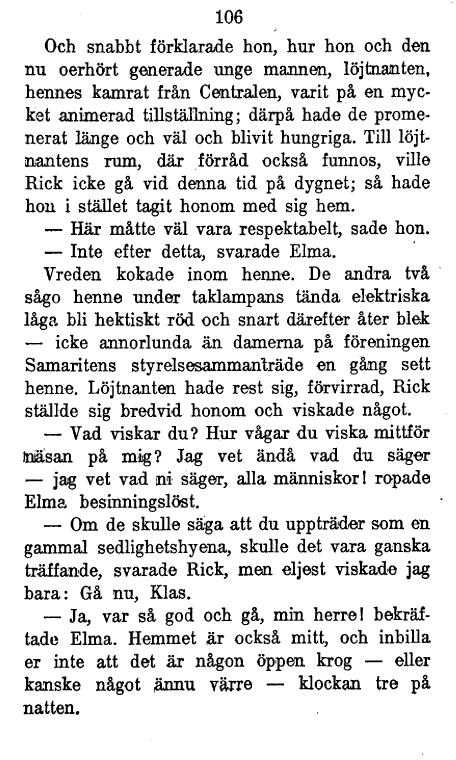 106
Och snabbt förklarade hon, hur hon och den
nu oerhört generade unge mannen, löjtnanten,
hennes kamrat från Centralen, varit på en myc-
ket animerad tillställning; därpå hade de prome-
nerat länge och väl och blivit hungriga. Till löjt-
nantens rum, där förråd också funnos, ville
Rick icke gå vid denna tid på dygnet; så hade
hon i stället tagit honom med sig hem.
— Här måtte väl vara respektabelt, sade hon.
— Inte efter detta, svarade Elma.
Vreden kokade inom henne. De andra två
sågo henne under taklampans tända elektriska
låga bli hektiskt röd och snart därefter åter blek
— icke annorlunda än damerna på föreningen
Samaritens styrelsesammanträde en gång sett
henne. Löjtnanten hade rest sig, förvirrad, Rick
ställde sig bredvid honom och viskade något.
— Vad viskar du? Hur vågar du viska mittför
näsan på mig? Jag vet ändå vad du säger
— jag vet vad ni säger, alla människor! ropade
Elma besinningslöst.
— Om de skulle säga att du uppträder som en
gammal sedlighetshyena, skulle det vara ganska
träffande, svarade Rick, men eljest viskade jag
bara: Gå nu, Klas.
— Ja, var så god och gå, min herre! bekräf-
tade Elma. Hemmet är också mitt, och inbilla
er inte att det är någon öppen krog — eller
kanske något ännu värre — klockan tre på
natten.